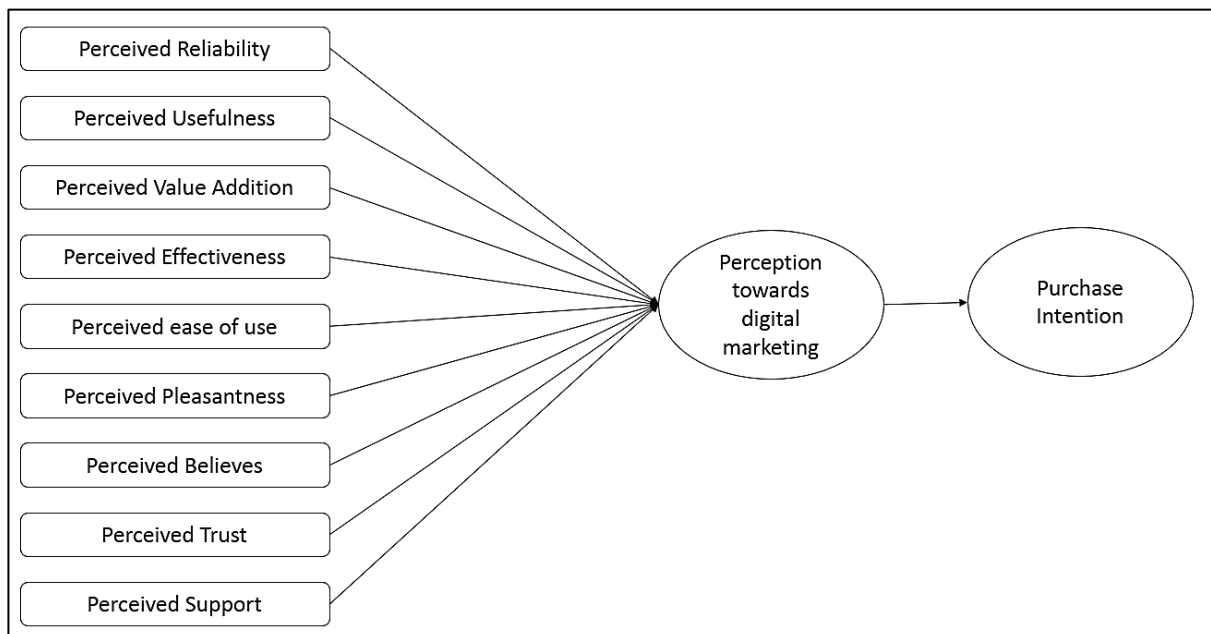 Perceived Reliability
Perceived Usefulness
Perceived Value Addition
Perceived Effectiveness
Perceived ease of use
Perceived Pleasantness
Perceived Believes
Perceived Trust
Perceived Support
Perception
towards
digital
marketing
Purchase
Intention